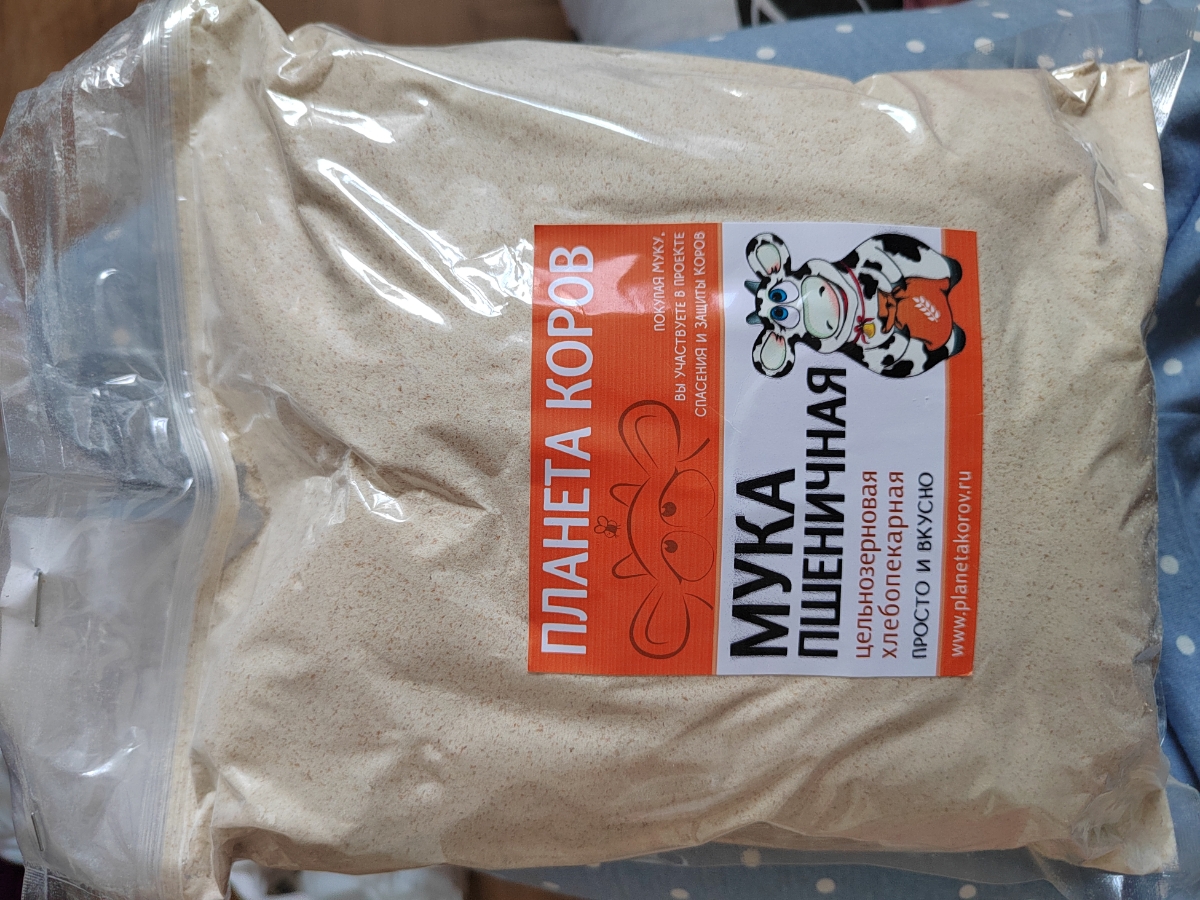 ПЛАНЕТА КОРОВ
ПОКУПАЯ МУКУ,
ВЫ УЧАСТВУЕТЕ В ПРОЕКТЕ
СПАСЕНИЯ И ЗАЩИТЫ КОРОВ
МУКА
ПШЕНИЧНАЯ
цельнозерновая
хлебопекарная
ПРОСТО И ВКУСНО
www.planetakorov.ru